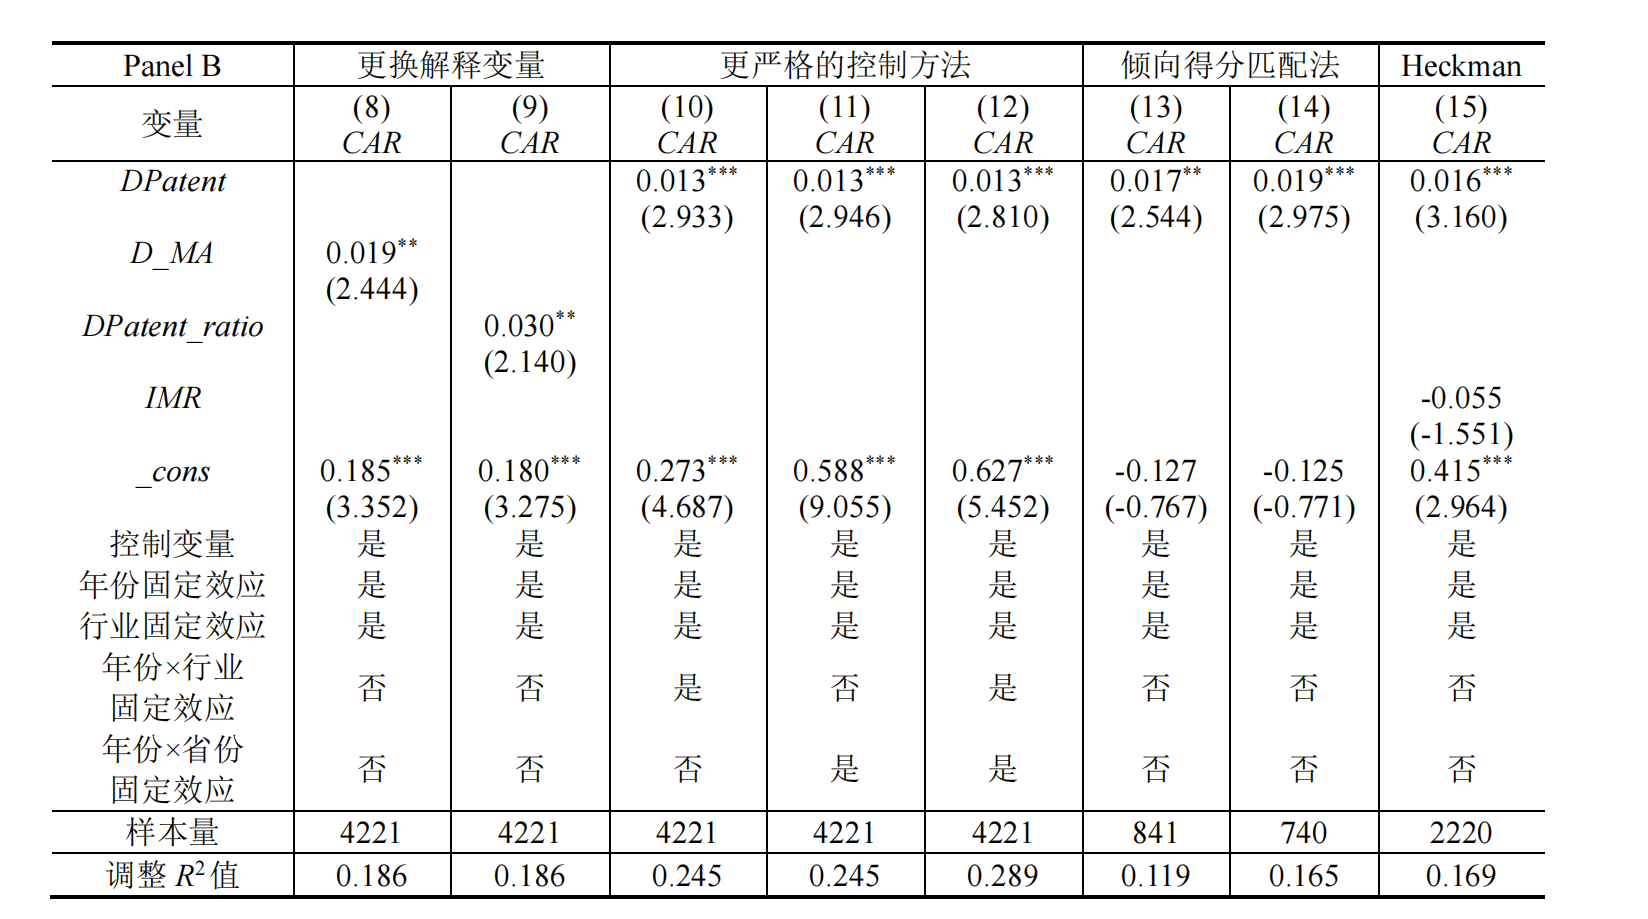 Panel B 更换解释变量 更严格的控制方法 倾向得分匹配法 Heckman
变量 (8) (9) (10) (11) (12) (13) (14) (15)
CAR CAR CAR CAR CAR CAR CAR CAR
DPatent 0.013*** 0.013*** 0.013*** 0.017** 0.019*** 0.016***
(2.933) (2.946) (2.810) (2.544) (2.975) (3.160)
D_MA 0.019**
(2.444)
DPatent_ratio 0.030**
(2.140)
IMR -0.055
(-1.551)
_cons 0.185*** 0.180*** 0.273*** 0.588*** 0.627*** -0.127 -0.125 0.415***
(3.352) (3.275) (4.687) (9.055) (5.452) (-0.767) (-0.771) (2.964)
控制变量 是 是 是 是 是 是 是 是
年份固定效应 是 是 是 是 是 是 是 是
行业固定效应 是 是 是 是 是 是 是 是
年份×行业
固定效应 否 否 是 否 是 否 否 否
年份×省份
固定效应 否 否 否 是 是 否 否 否
样本量 4221 4221 4221 4221 4221 841 740 2220
调整 R² 值 0.186 0.186 0.245 0.245 0.289 0.119 0.165 0.169